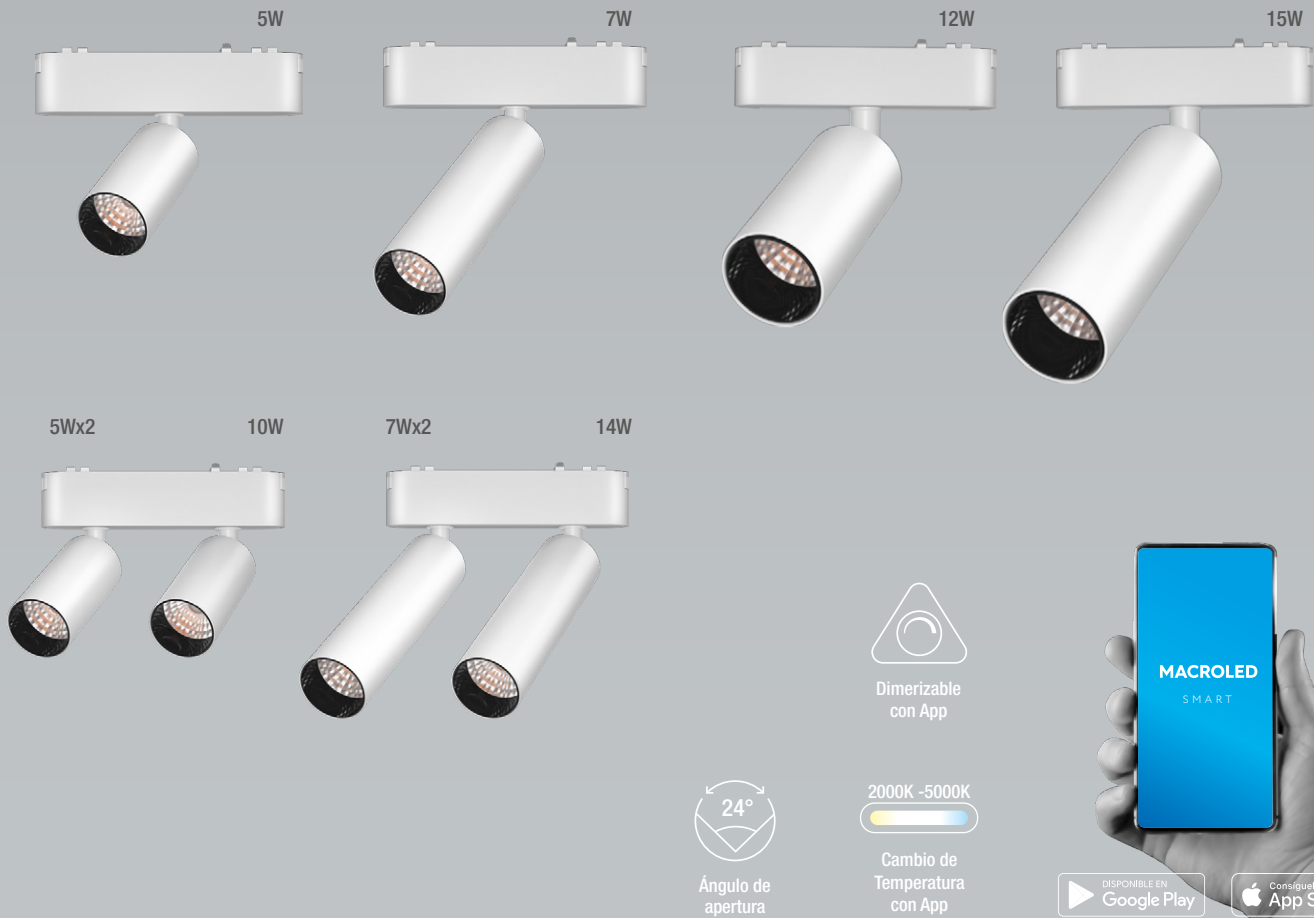 5W
7W
12W
15W
5Wx2
10W
7Wx2
14W
Dimerizable
con App
MACROLED
SMART
24°
Ángulo de
apertura
2000K -5000K
Cambio de
Temperatura
con App
DISPONIBLE EN
Google Play
Consíguel
App S